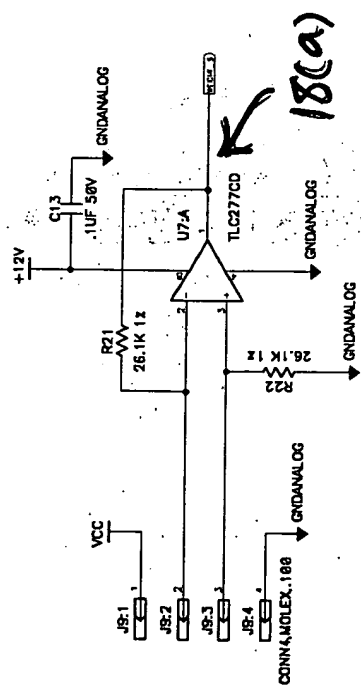 +12V
C13
.1UF 50V
GNDANALOG
R21
26.1K 1%
U7:A
TLC277CD
18(a)
VCC
J9:1
1
J9:2
2
2
1
J9:3
3
3
J9:4
4
GNDANALOG
CONN4,MOLEX,.100
R22
26.1K 1%
GNDANALOG
GNDANALOG